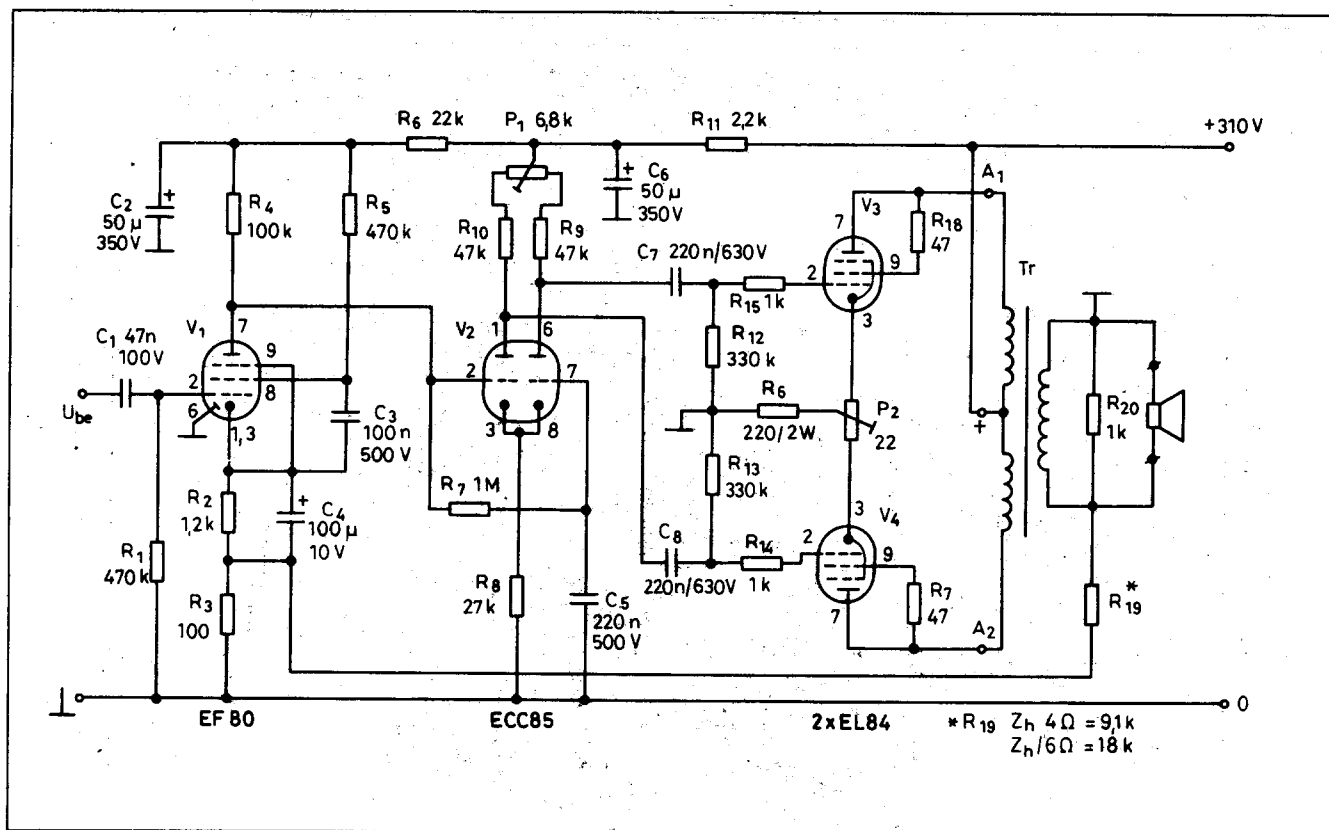 R6 22k
P1 6,8k
R11 2,2k
+310V
C2
50µ
350V
+
R4
100k
R5
470k
R10
47k
R9
47k
+
C6
50µ
350V
C7 220n/630V
V3
7
A1
R18
47
Tr
9
2
3
R15 1k
R12
330k
C1 47n
100V
V1
7
9
8
2
6
1,3
Ube
V2
1
6
2
7
3
8
C3
100n
500V
R6
220/2W
P2
22
+
R20
1k
R13
330k
R2
1,2k
+
C4
100µ
10V
R7 1M
R1
470k
R3
100
R8
27k
C5
220n
500V
C8
220n/630V
R14
1k
3
V4
2
9
7
R7
47
A2
R19*
0
EF80
ECC85
2xEL84
*R19 Zh 4Ω = 9,1k
Zh/6Ω = 18k